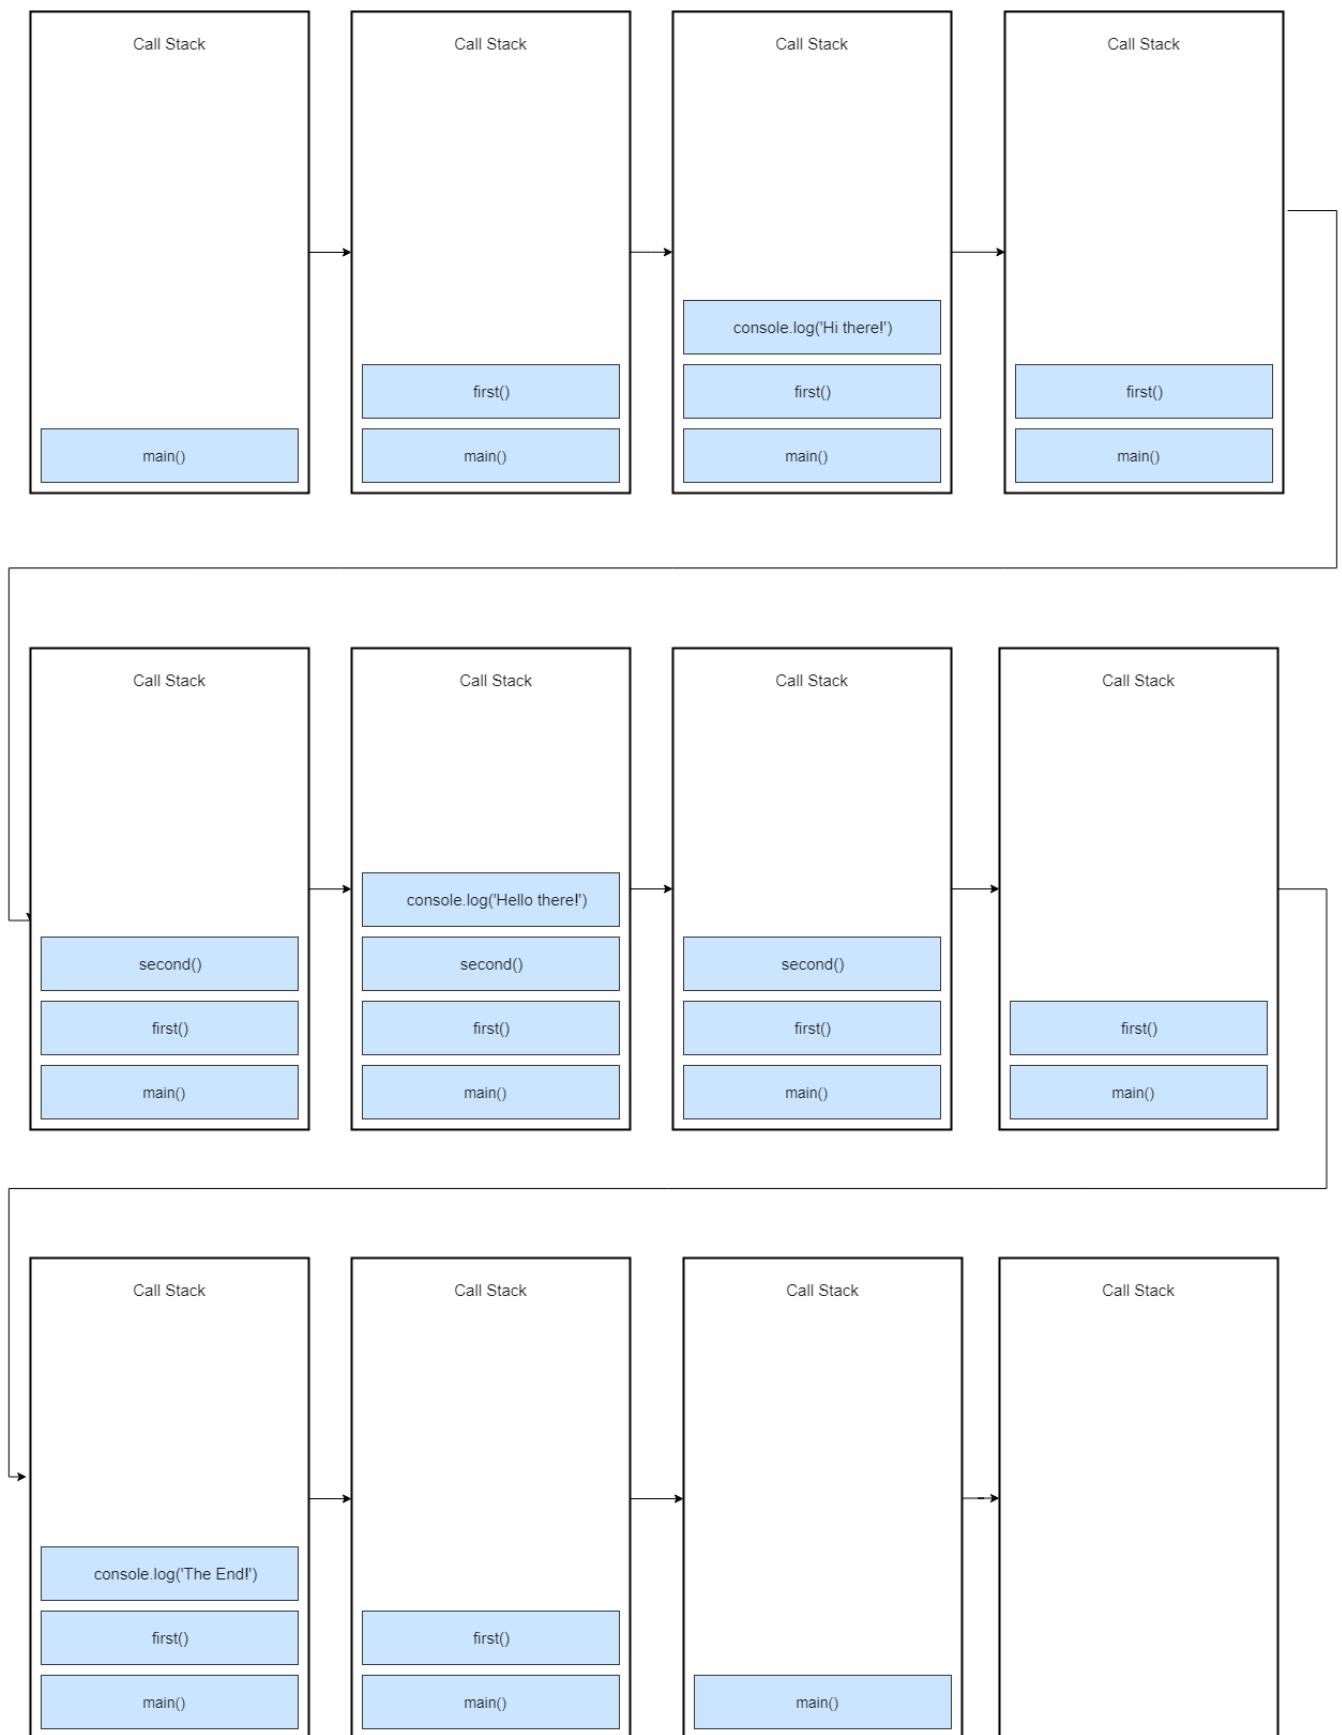 Call Stack
main()
Call Stack
first()
main()
Call Stack
console.log('Hi there!')
first()
main()
Call Stack
first()
main()
Call Stack
second()
first()
main()
Call Stack
console.log('Hello there!')
second()
first()
main()
Call Stack
second()
first()
main()
Call Stack
first()
main()
Call Stack
console.log('The End!')
first()
main()
Call Stack
first()
main()
Call Stack
main()
Call Stack